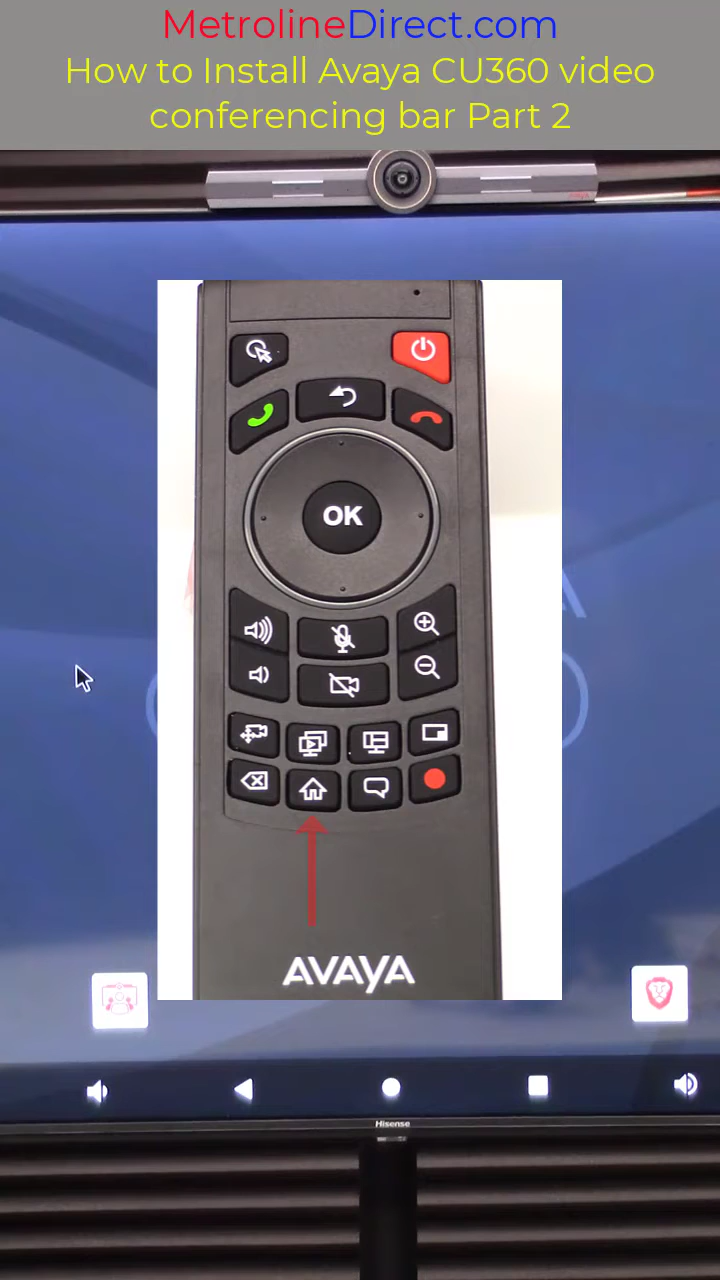 MetrolineDirect.com
How to Install Avaya CU360 video
conferencing bar Part 2
OK
AVAYA
Hisense